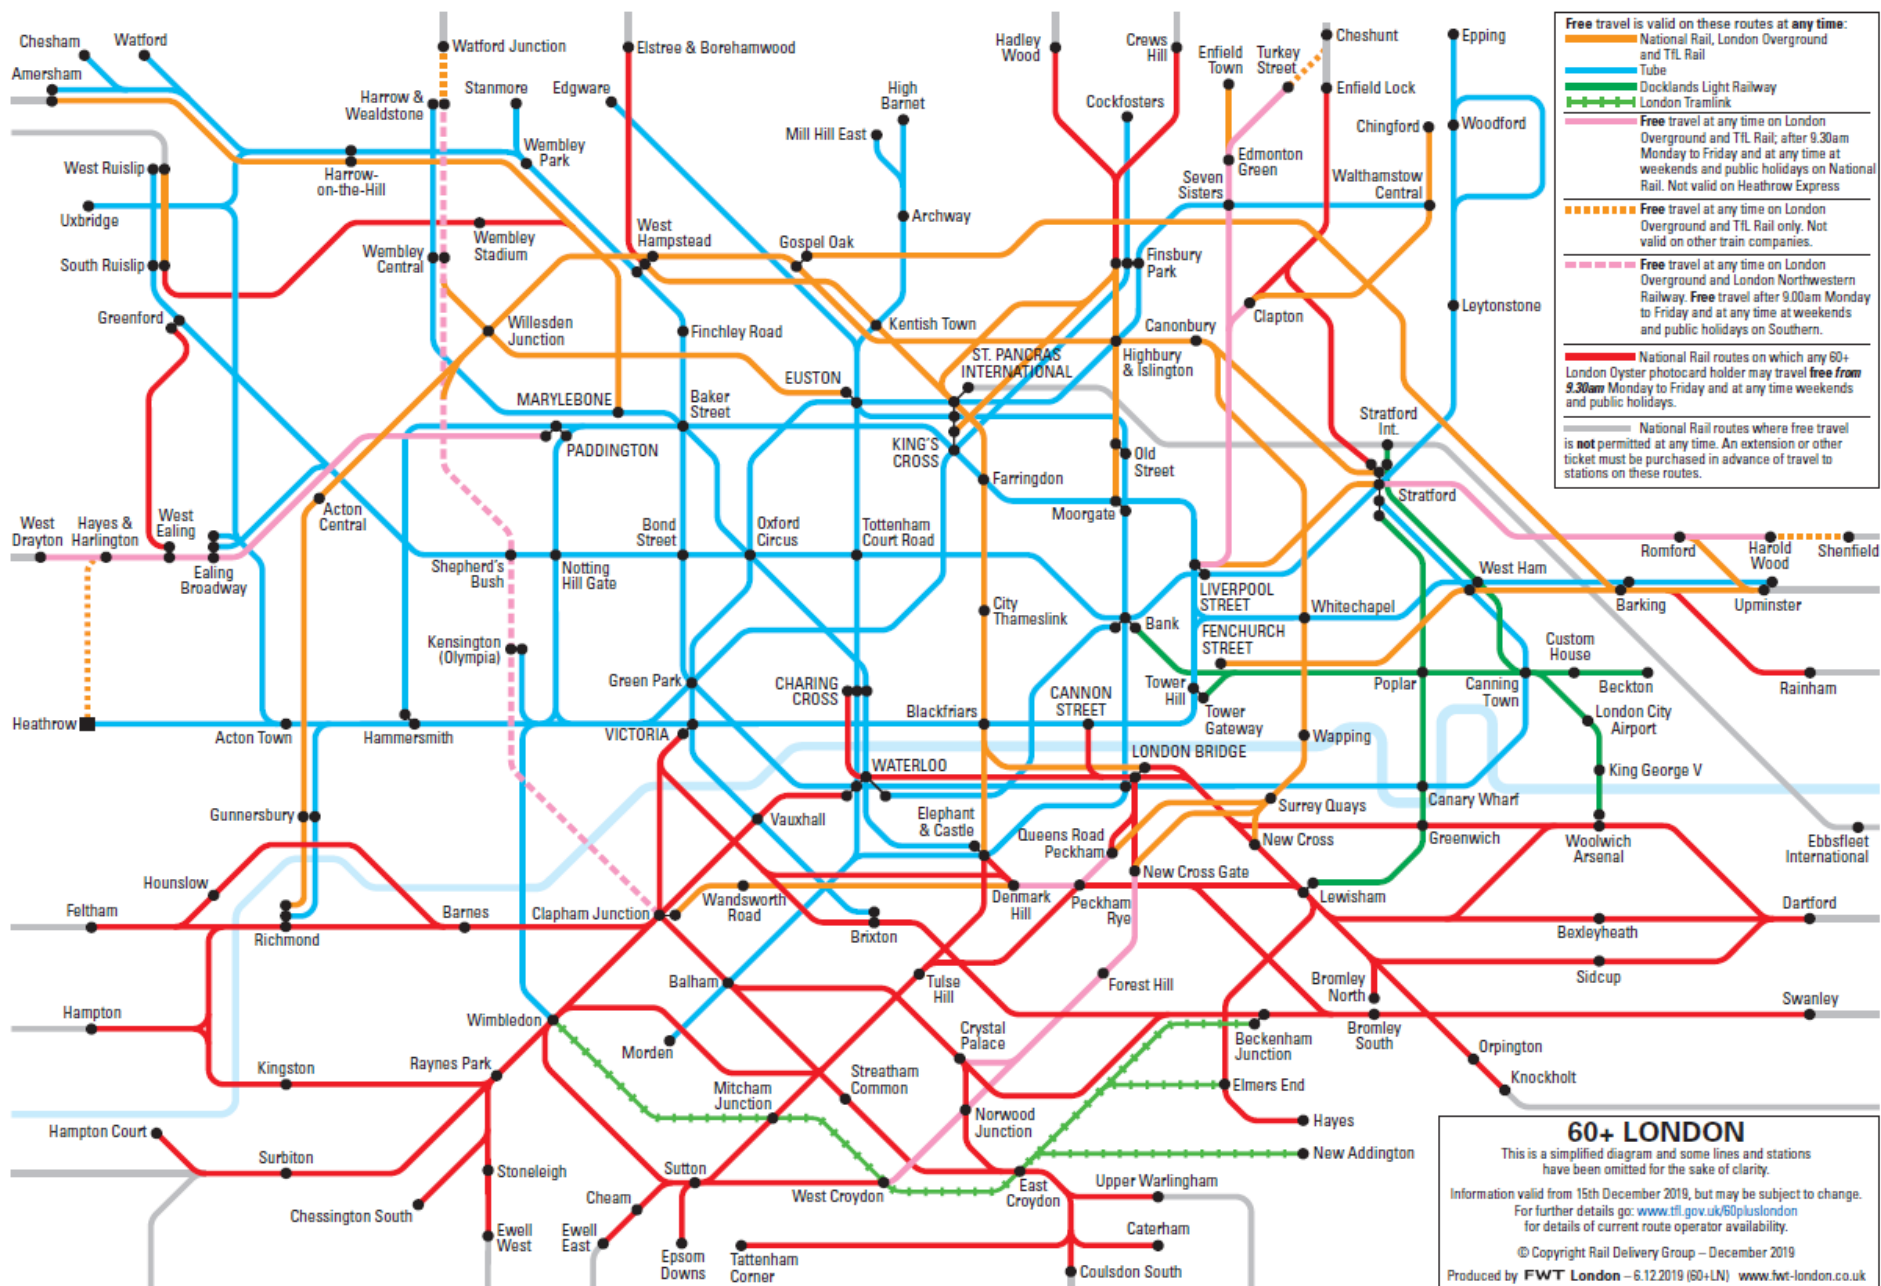 Chesham
Watford
Amersham
Watford Junction
Elstree & Borehamwood
Hadley
Wood
Crews
Hill
Enfield
Town
Turkey
Street
Cheshunt
Epping
Harrow &
Wealdstone
Stanmore
Edgware
High
Barnet
Mill Hill East
Cockfosters
Enfield Lock
Chingford
Woodford
West Ruislip
Harrow-
on-the-Hill
Wembley
Park
Edmonton
Green
Seven
Sisters
Walthamstow
Central
Uxbridge
Wembley
Stadium
West
Hampstead
Archway
Gospel Oak
South Ruislip
Wembley
Central
Finsbury
Park
Leytonstone
Greenford
Willesden
Junction
Finchley Road
Kentish Town
Canonbury
Clapton
ST. PANCRAS
INTERNATIONAL
Highbury
& Islington
EUSTON
MARYLEBONE
Baker
Street
Stratford
Int.
PADDINGTON
KING'S
CROSS
Old
Street
Farringdon
Stratford
Acton
Central
Moorgate
West
Drayton
Hayes &
Harlington
West
Ealing
Ealing
Broadway
Shepherd's
Bush
Notting
Hill Gate
Bond
Street
Oxford
Circus
Tottenham
Court Road
Romford
Harold
Wood
Shenfield
LIVERPOOL
STREET
West Ham
Barking
Upminster
City
Thameslink
Whitechapel
Bank
FENCHURCH
STREET
Kensington
(Olympia)
Custom
House
Green Park
CHARING
CROSS
CANNON
STREET
Tower
Hill
Poplar
Canning
Town
Beckton
Rainham
Blackfriars
Tower
Gateway
London City
Airport
Heathrow
Acton Town
Hammersmith
VICTORIA
Wapping
LONDON BRIDGE
WATERLOO
King George V
Gunnersbury
Vauxhall
Elephant
& Castle
Surrey Quays
Canary Wharf
Queens Road
Peckham
New Cross
Greenwich
Woolwich
Arsenal
Ebbsfleet
International
Hounslow
New Cross Gate
Feltham
Richmond
Barnes
Clapham Junction
Wandsworth
Road
Brixton
Denmark
Hill
Peckham
Rye
Lewisham
Dartford
Bexleyheath
Balham
Tulse
Hill
Forest Hill
Bromley
North
Sidcup
Hampton
Wimbledon
Swanley
Morden
Crystal
Palace
Beckenham
Junction
Bromley
South
Orpington
Kingston
Raynes Park
Streatham
Common
Mitcham
Junction
Elmers End
Knockholt
Hampton Court
Norwood
Junction
Hayes
Surbiton
Stoneleigh
Sutton
West Croydon
East
Croydon
New Addington
Chessington South
Cheam
Upper Warlingham
Ewell
West
Ewell
East
Epsom
Downs
Tattenham
Corner
Caterham
Coulsdon South
Free travel is valid on these routes at any time:
National Rail, London Overground
and TfL Rail
Tube
Docklands Light Railway
London Tramlink
Free travel at any time on London
Overground and TfL Rail; after 9.30am
Monday to Friday and at any time at
weekends and public holidays on National
Rail. Not valid on Heathrow Express
Free travel at any time on London
Overground and TfL Rail only. Not
valid on other train companies.
Free travel at any time on London
Overground and London Northwestern
Railway. Free travel after 9.00am Monday
to Friday and at any time at weekends
and public holidays on Southern.
National Rail routes on which any 60+
London Oyster photocard holder may travel free from
9.30am Monday to Friday and at any time weekends
and public holidays.
National Rail routes where free travel
is not permitted at any time. An extension or other
ticket must be purchased in advance of travel to
stations on these routes.
60+ LONDON
This is a simplified diagram and some lines and stations
have been omitted for the sake of clarity.
Information valid from 15th December 2019, but may be subject to change.
For further details go: www.tfl.gov.uk/60pluslondon
for details of current route operator availability.
© Copyright Rail Delivery Group – December 2019
Produced by FWT London – 6.12.2019 (60+LN) www.fwt-london.co.uk